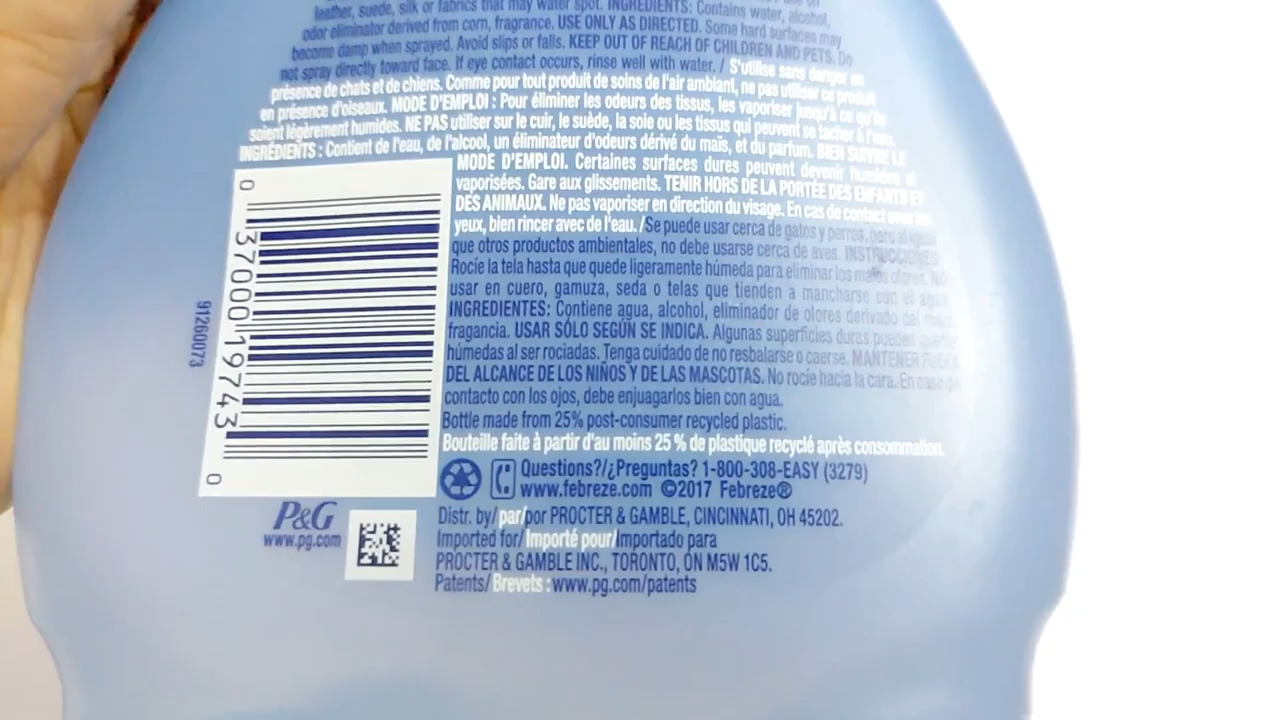 leather, suede, silk or fabrics that may water spot. INGREDIENTS: Contains water, alcohol,
odor eliminator derived from corn, fragrance. USE ONLY AS DIRECTED. Some hard surfaces may
become damp when sprayed. Avoid slips or falls. KEEP OUT OF REACH OF CHILDREN AND PETS. Do
not spray directly toward face. If eye contact occurs, rinse well with water. / S'utilise sans danger en
présence de chats et de chiens. Comme pour tout produit de soins de l'air ambiant, ne pas utiliser ce produit
en présence d'oiseaux. MODE D'EMPLOI : Pour éliminer les odeurs des tissus, les vaporiser jusqu'à ce qu'ils
soient légèrement humides. NE PAS utiliser sur le cuir, le suède, la soie ou les tissus qui peuvent se tacher à l'eau.
INGRÉDIENTS : Contient de l'eau, de l'alcool, un éliminateur d'odeurs dérivé du maïs, et du parfum. BIEN SUIVRE LE
MODE D'EMPLOI. Certaines surfaces dures peuvent devenir humides si
vaporisées. Gare aux glissements. TENIR HORS DE LA PORTÉE DES ENFANTS ET
DES ANIMAUX. Ne pas vaporiser en direction du visage. En cas de contact avec les
yeux, bien rincer avec de l'eau. /Se puede usar cerca de gatos y perros, pero al igual
que otros productos ambientales, no debe usarse cerca de aves. INSTRUCCIONES:
Rocíe la tela hasta que quede ligeramente húmeda para eliminar los malos olores. NO
usar en cuero, gamuza, seda o telas que tienden a mancharse con el agua.
INGREDIENTES: Contiene agua, alcohol, eliminador de olores derivado del maíz,
fragancia. USAR SÓLO SEGÚN SE INDICA. Algunas superficies duras pueden quedar
húmedas al ser rociadas. Tenga cuidado de no resbalarse o caerse. MANTENER FUERA
DEL ALCANCE DE LOS NIÑOS Y DE LAS MASCOTAS. No rocíe hacia la cara. En caso de
contacto con los ojos, debe enjuagarlos bien con agua.
Bottle made from 25% post-consumer recycled plastic.
Bouteille faite à partir d'au moins 25 % de plastique recyclé après consommation.
Questions?/¿Preguntas? 1-800-308-EASY (3279)
www.febreze.com ©2017 Febreze®
Distr. by/par/por PROCTER & GAMBLE, CINCINNATI, OH 45202.
Imported for/Importé pour/Importado para
PROCTER & GAMBLE INC., TORONTO, ON M5W 1C5.
Patents/Brevets : www.pg.com/patents
0 37000 19743 0
91260073
P&G
www.pg.com